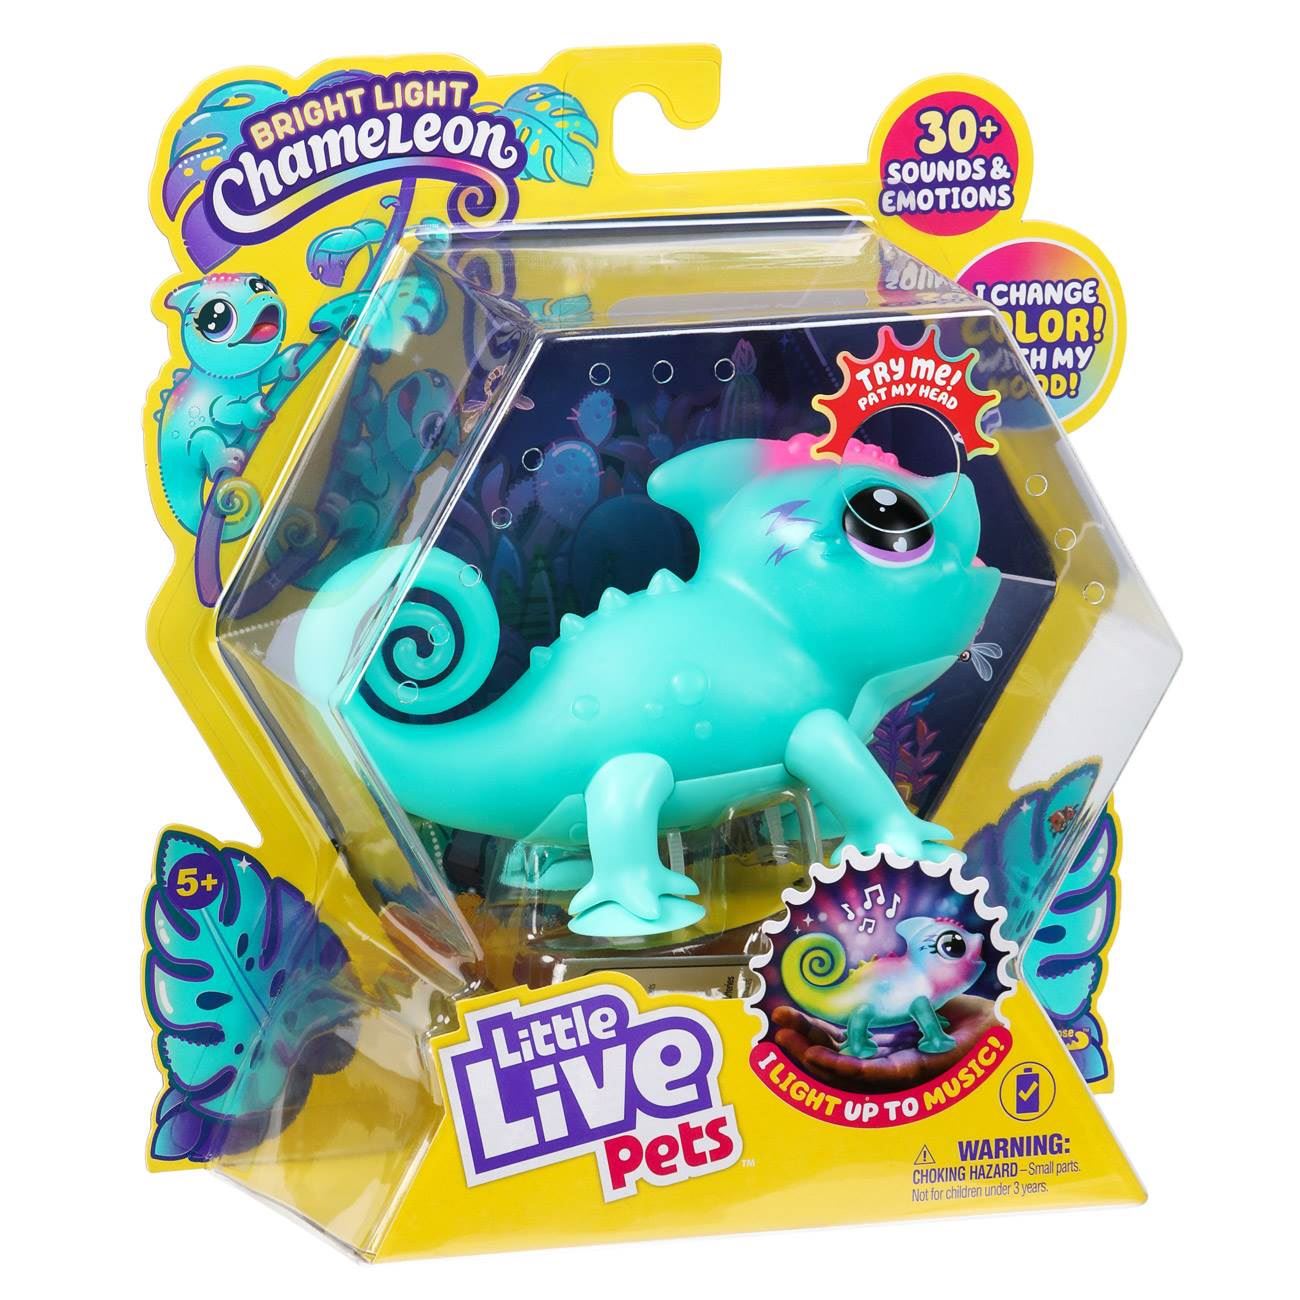 BRIGHT LIGHT
Chameleon
30+
SOUNDS &
EMOTIONS
I CHANGE
COLOR!
WITH MY
MOOD!
TRY me!
PAT MY HEAD
5+
Little
Live
Pets™
I LIGHT UP TO MUSIC!
⚠ WARNING:
CHOKING HAZARD – Small parts.
Not for children under 3 years.